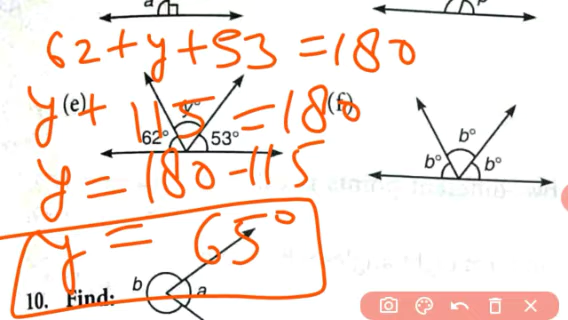 a
62 + y + 53 = 180
(e) y° (f)
y + 115 = 180
62° 53°
b°
b° b°
y = 180 - 115
y = 65°
10. Find: b a